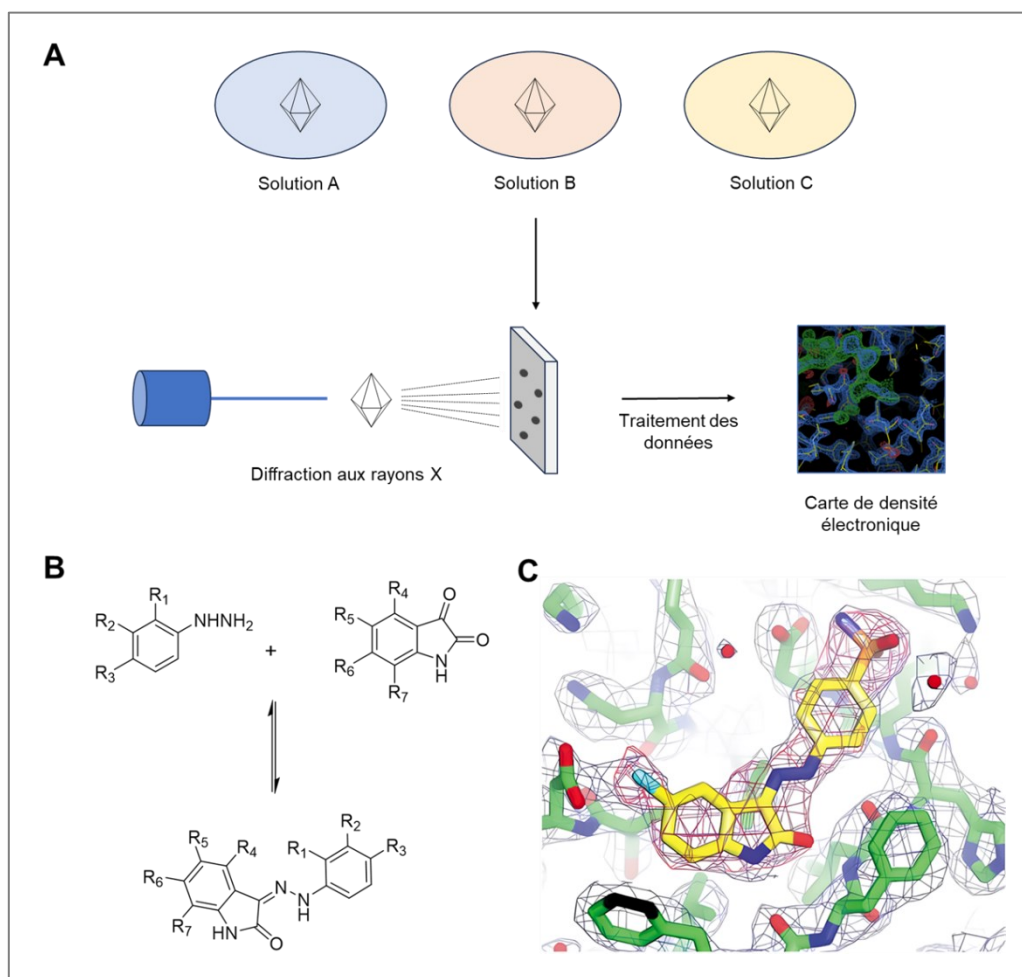 A
Solution A
Solution B
Solution C
Diffraction aux rayons X
Traitement des
données
Carte de densité
électronique
B
R₁
R₂
R₃
NHNH₂
+
R₄
R₅
R₆
R₇
O
O
N
H
R₅
R₄
R₆
R₇
HN
O
N
N
H
R₁
R₂
R₃
C